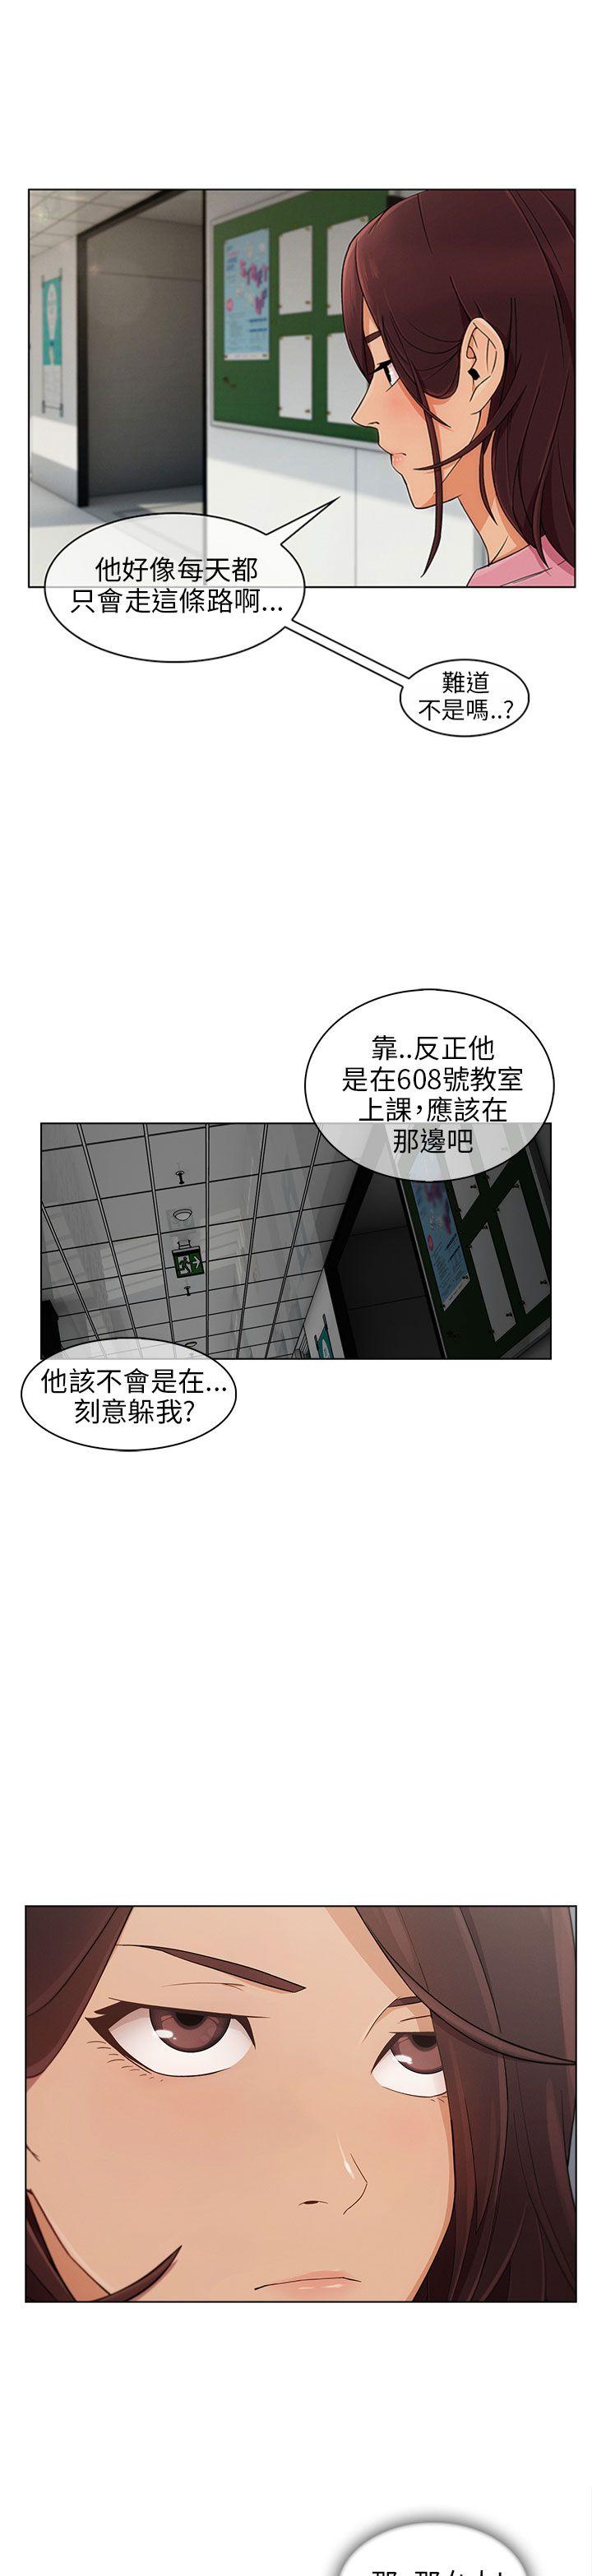 他好像每天都
只會走這條路啊...
難道
不是嗎..?
靠..反正他
是在608號教室
上課,應該在
那邊吧
他該不會是在...
刻意躲我?